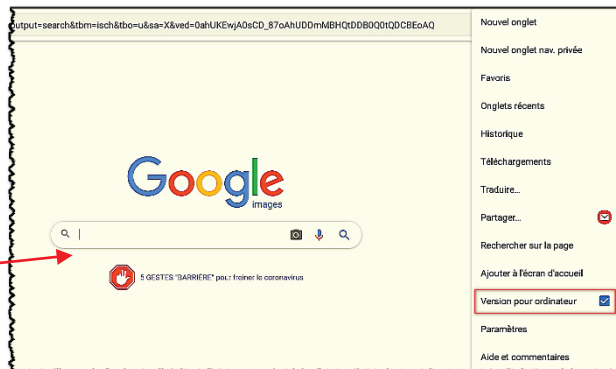 output=search&tbm=isch&tbo=u&sa=X&ved=0ahUKEwjA0sCD_87oAhUDDmMBHQtDDB0Q0tQDCBEoAQ
Google
images
5 GESTES "BARRIÈRE" pour freiner le coronavirus
Nouvel onglet
Nouvel onglet nav. privée
Favoris
Onglets récents
Historique
Téléchargements
Traduire...
Partager...
Rechercher sur la page
Ajouter à l'écran d'accueil
Version pour ordinateur
Paramètres
Aide et commentaires